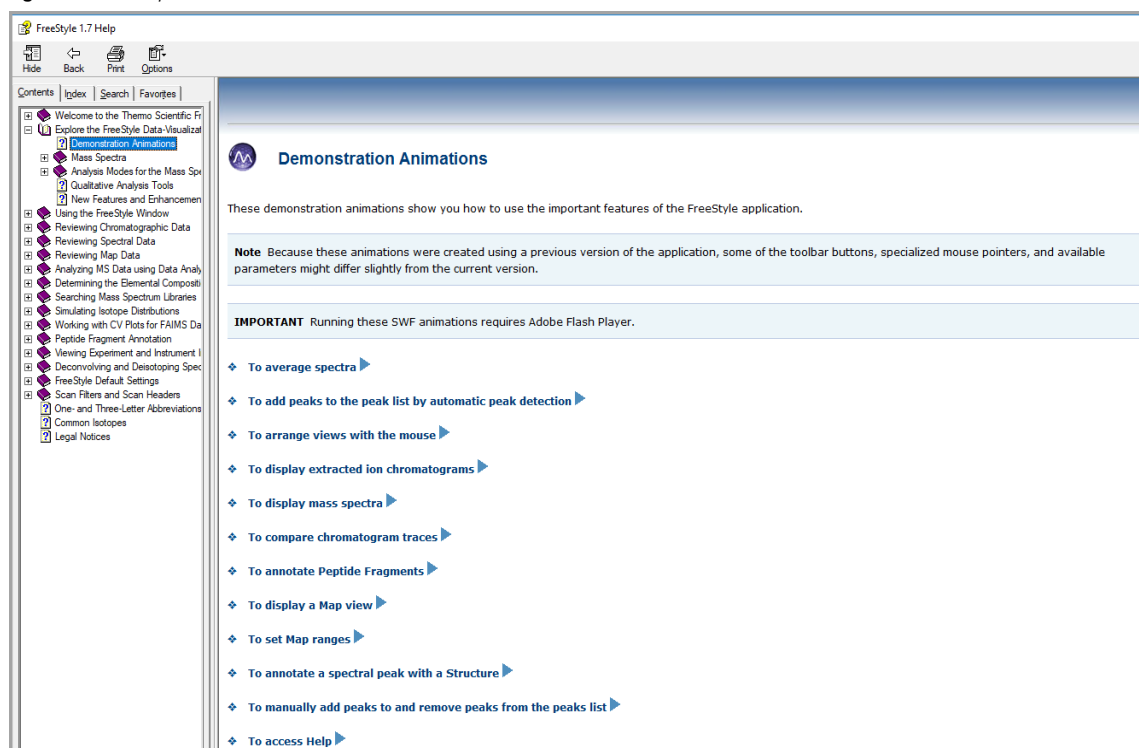 FreeStyle 1.7 Help
Hide Back Print Options
Contents Index Search Favorites
Welcome to the Thermo Scientific Fr
Explore the FreeStyle Data-Visualizat
Demonstration Animations
Mass Spectra
Analysis Modes for the Mass Spe
Qualitative Analysis Tools
New Features and Enhancemen
Using the FreeStyle Window
Reviewing Chromatographic Data
Reviewing Spectral Data
Reviewing Map Data
Analyzing MS Data using Data Analy
Determining the Elemental Compositi
Searching Mass Spectrum Libraries
Simulating Isotope Distributions
Working with CV Plots for FAIMS Da
Peptide Fragment Annotation
Viewing Experiment and Instrument I
Deconvolving and Deisotoping Spec
FreeStyle Default Settings
Scan Filters and Scan Headers
One- and Three-Letter Abbreviations
Common Isotopes
Legal Notices
Demonstration Animations
These demonstration animations show you how to use the important features of the FreeStyle application.
Note Because these animations were created using a previous version of the application, some of the toolbar buttons, specialized mouse pointers, and available
parameters might differ slightly from the current version.
IMPORTANT Running these SWF animations requires Adobe Flash Player.
To average spectra
To add peaks to the peak list by automatic peak detection
To arrange views with the mouse
To display extracted ion chromatograms
To display mass spectra
To compare chromatogram traces
To annotate Peptide Fragments
To display a Map view
To set Map ranges
To annotate a spectral peak with a Structure
To manually add peaks to and remove peaks from the peaks list
To access Help